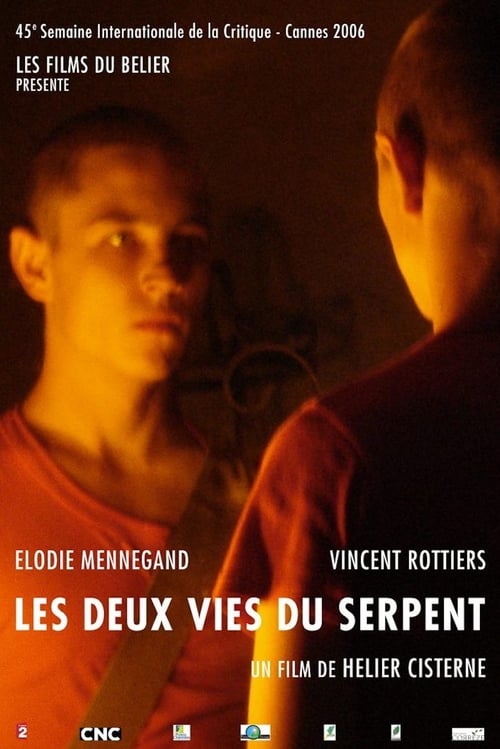 45e Semaine Internationale de la Critique - Cannes 2006
LES FILMS DU BELIER
PRESENTE
ELODIE MENNEGAND
VINCENT ROTTIERS
LES DEUX VIES DU SERPENT
UN FILM DE HELIER CISTERNE
2
CNC